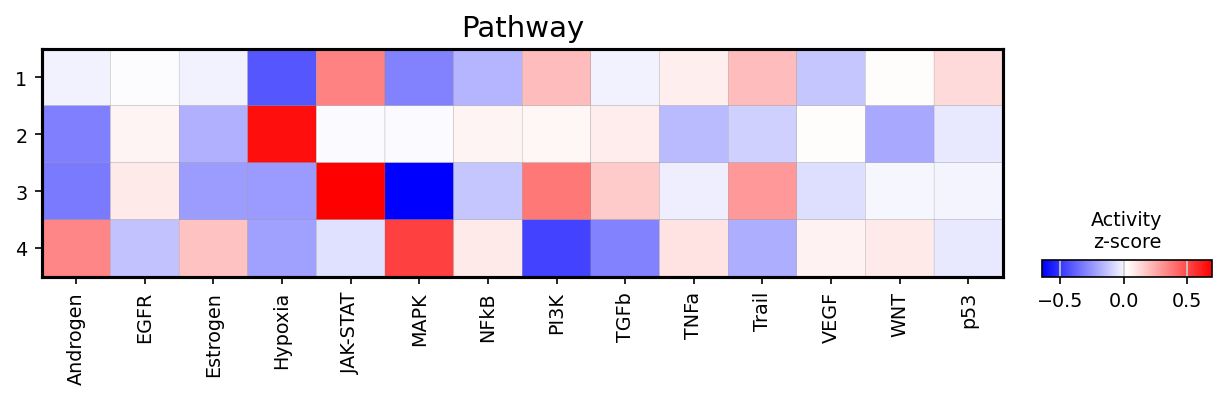 Pathway
1
2
3
4
Androgen
EGFR
Estrogen
Hypoxia
JAK-STAT
MAPK
NFkB
PI3K
TGFb
TNFa
Trail
VEGF
WNT
p53
Activity
z-score
−0.5 0.0 0.5